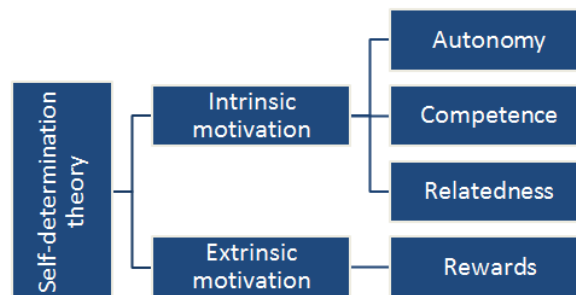 Self-determination
theory
Intrinsic
motivation
Extrinsic
motivation
Autonomy
Competence
Relatedness
Rewards